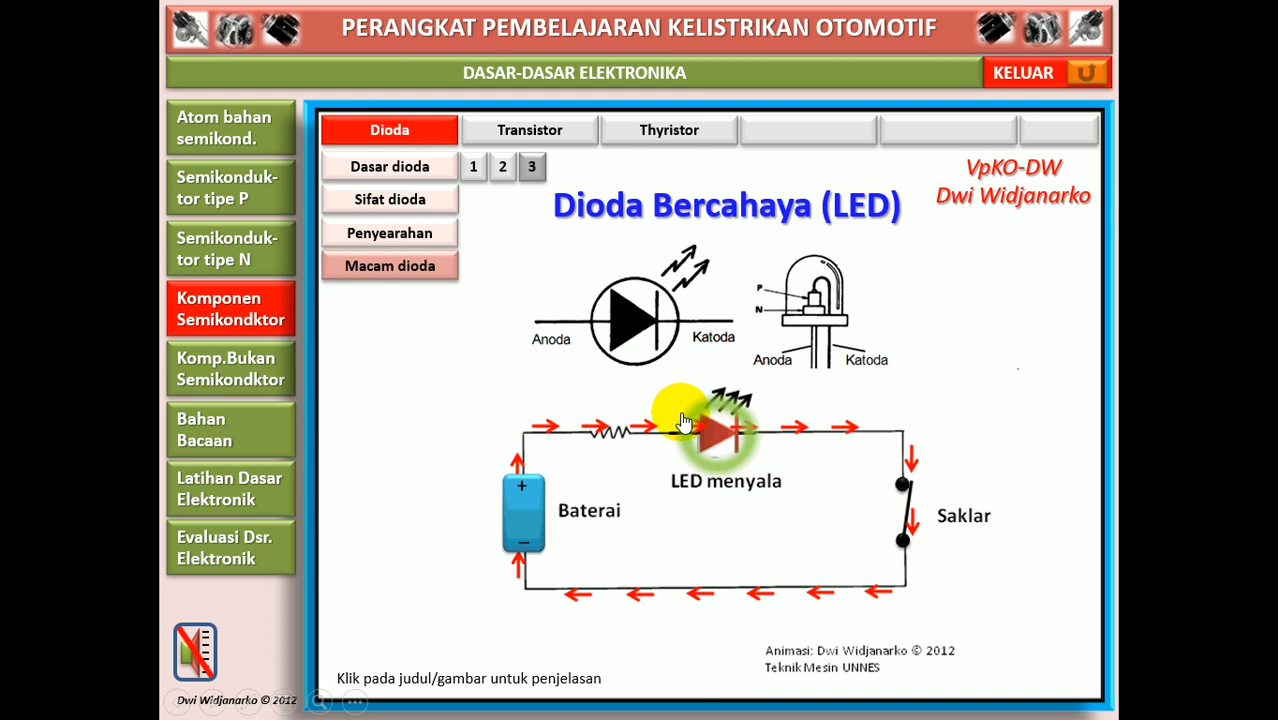 PERANGKAT PEMBELAJARAN KELISTRIKAN OTOMOTIF
DASAR-DASAR ELEKTRONIKA
KELUAR
Atom bahan
semikond.
Semikonduk-
tor tipe P
Semikonduk-
tor tipe N
Komponen
Semikondktor
Komp.Bukan
Semikondktor
Bahan
Bacaan
Latihan Dasar
Elektronik
Evaluasi Dsr.
Elektronik
Dwi Widjanarko © 2012
Dioda
Transistor
Thyristor
Dasar dioda
1
2
3
Sifat dioda
Penyearahan
Macam dioda
VpKO-DW
Dwi Widjanarko
Dioda Bercahaya (LED)
Anoda
Katoda
P
N
Anoda
Katoda
LED menyala
+
Baterai
−
Saklar
Animasi: Dwi Widjanarko © 2012
Teknik Mesin UNNES
Klik pada judul/gambar untuk penjelasan